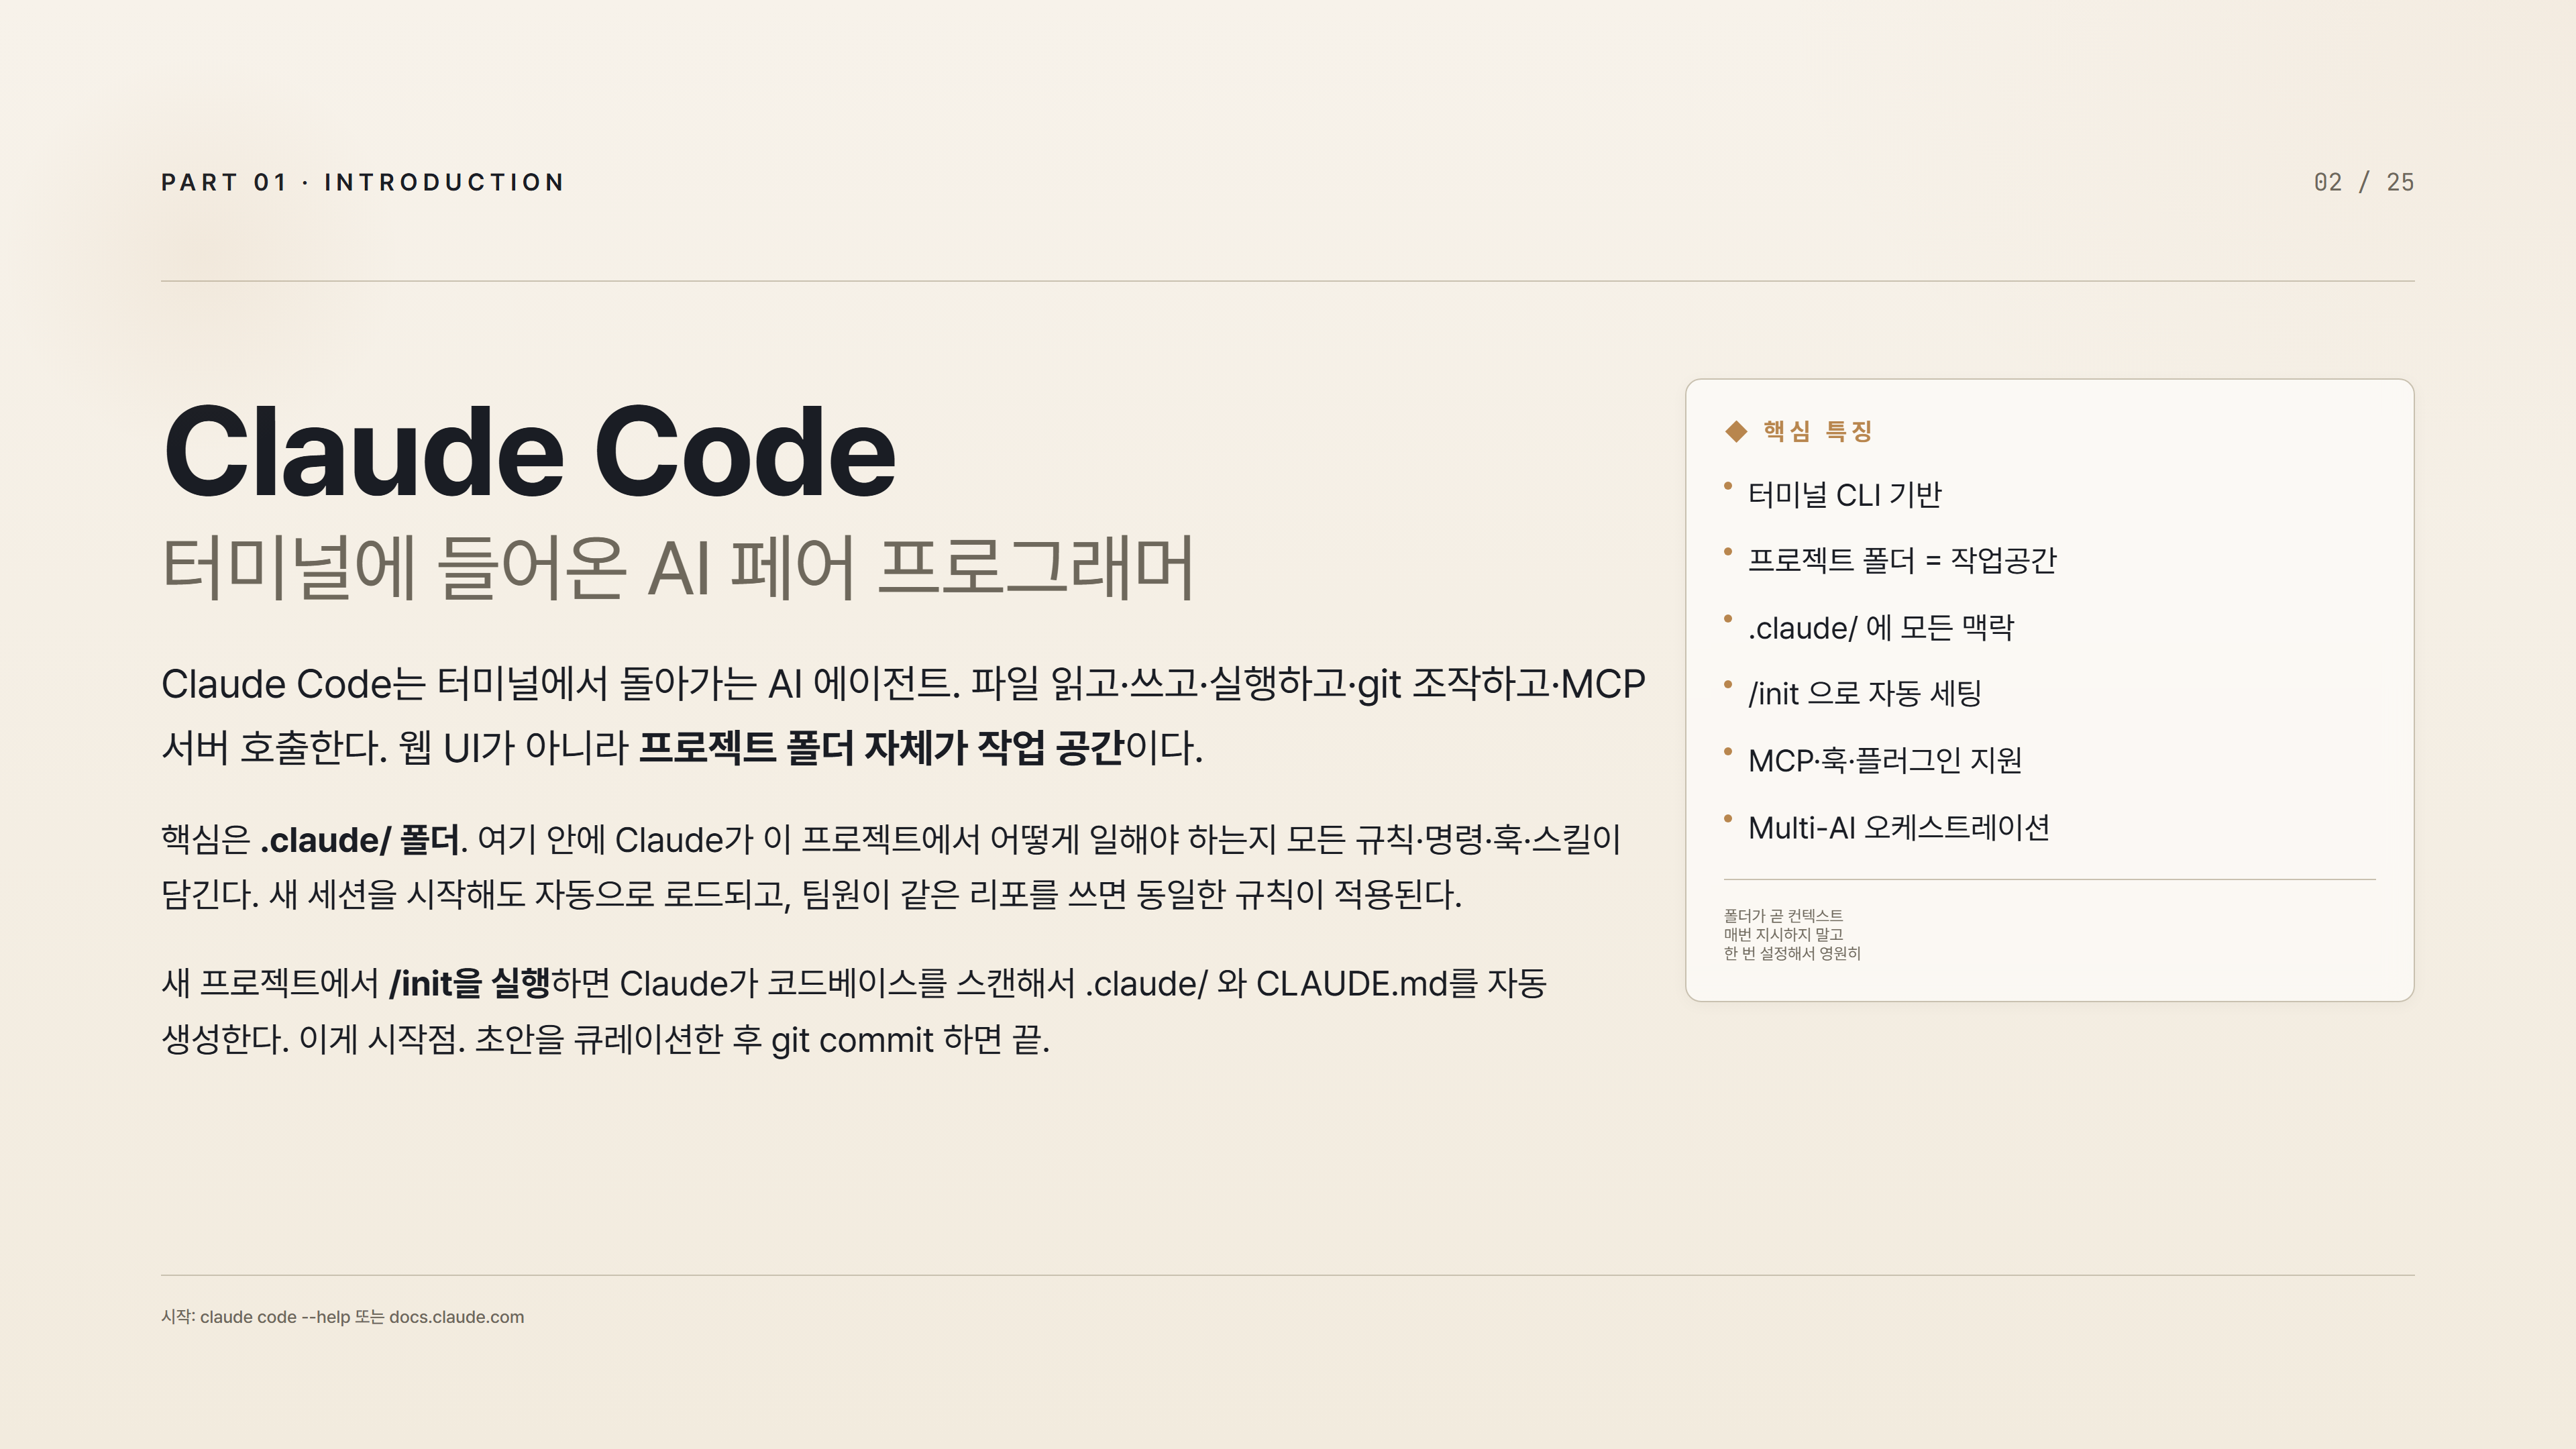 PART 01 · INTRODUCTION
02 / 25
Claude Code
터미널에 들어온 AI 페어 프로그래머
Claude Code는 터미널에서 돌아가는 AI 에이전트. 파일 읽고·쓰고·실행하고·git 조작하고·MCP
서버 호출한다. 웹 UI가 아니라 프로젝트 폴더 자체가 작업 공간이다.
핵심은 .claude/ 폴더. 여기 안에 Claude가 이 프로젝트에서 어떻게 일해야 하는지 모든 규칙·명령·훅·스킬이
담긴다. 새 세션을 시작해도 자동으로 로드되고, 팀원이 같은 리포를 쓰면 동일한 규칙이 적용된다.
새 프로젝트에서 /init을 실행하면 Claude가 코드베이스를 스캔해서 .claude/ 와 CLAUDE.md를 자동
생성한다. 이게 시작점. 초안을 큐레이션한 후 git commit 하면 끝.
◆ 핵심 특징
• 터미널 CLI 기반
• 프로젝트 폴더 = 작업공간
• .claude/ 에 모든 맥락
• /init 으로 자동 세팅
• MCP·훅·플러그인 지원
• Multi-AI 오케스트레이션
폴더가 곧 컨텍스트
매번 지시하지 말고
한 번 설정해서 영원히
시작: claude code --help 또는 docs.claude.com